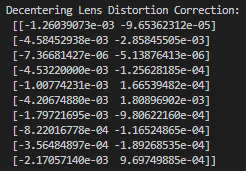 Decentering Lens Distortion Correction:
[[-1.26039073e-03 -9.65362312e-05]
[-4.58452938e-03 -2.85845505e-03]
[-7.36681427e-06 -5.13876413e-06]
[-4.53220000e-03 -1.25628185e-04]
[-1.00774231e-03 1.66539482e-04]
[-4.20674880e-03 1.80896902e-03]
[-1.79721695e-03 -9.80622160e-04]
[-8.22016778e-04 -1.16524865e-04]
[-3.56484897e-04 -1.89268535e-04]
[-2.17057140e-03 9.69749885e-04]]